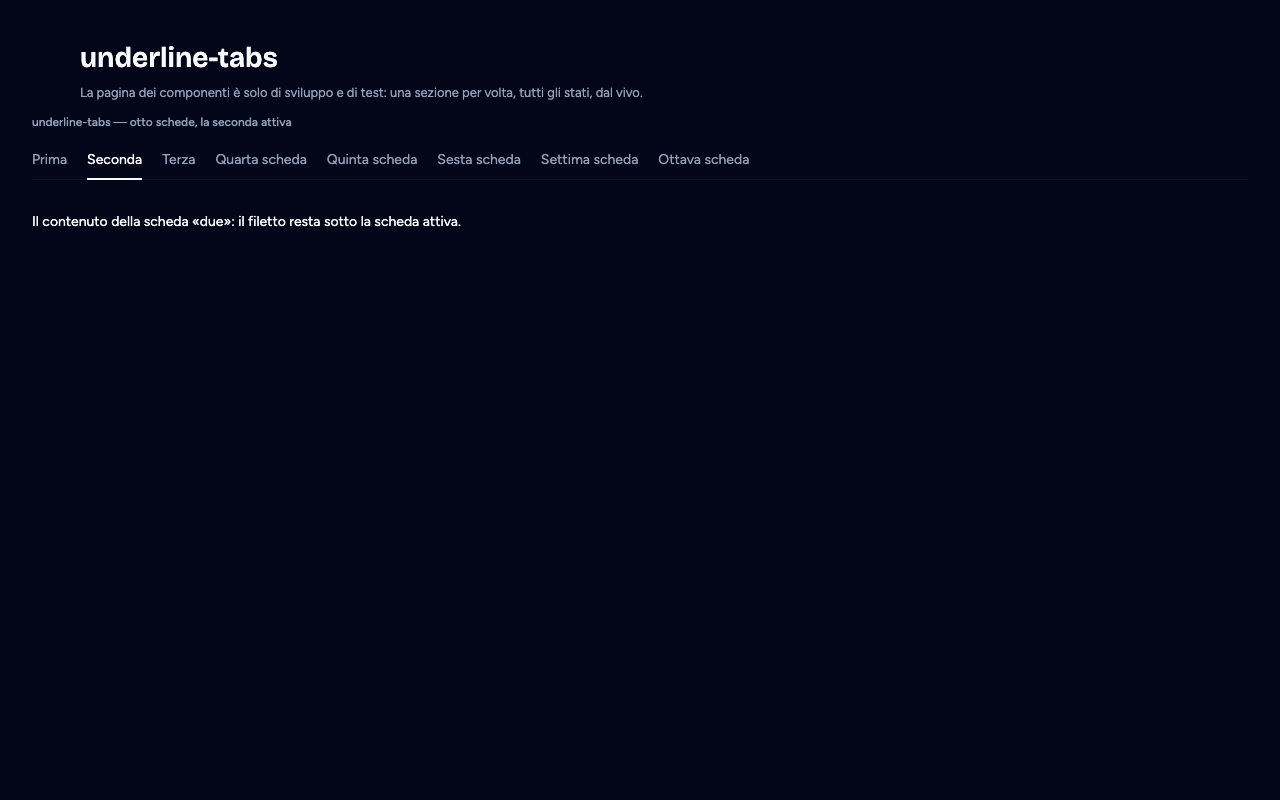 underline-tabs
La pagina dei componenti è solo di sviluppo e di test: una sezione per volta, tutti gli stati, dal vivo.
underline-tabs — otto schede, la seconda attiva
Prima Seconda Terza Quarta scheda Quinta scheda Sesta scheda Settima scheda Ottava scheda
Il contenuto della scheda «due»: il filetto resta sotto la scheda attiva.